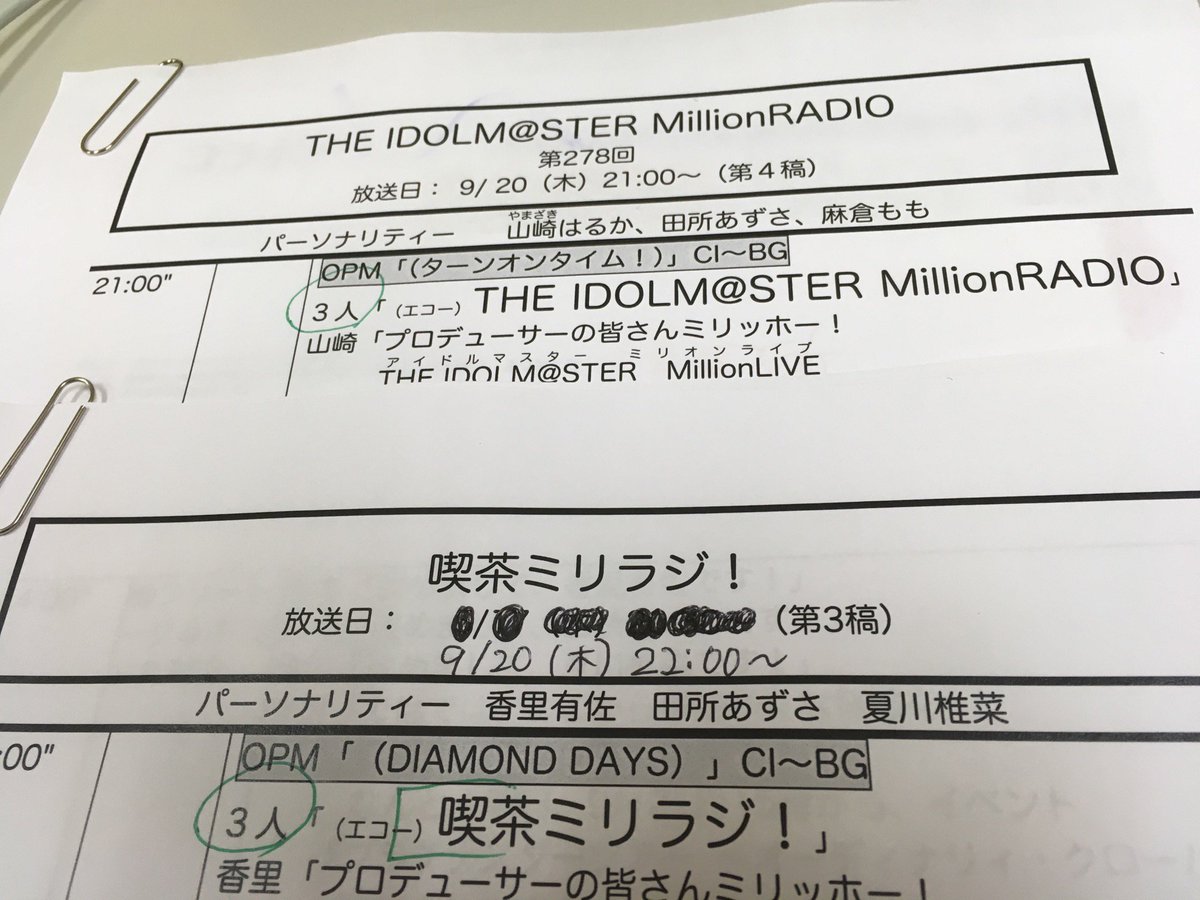 THE IDOLM@STER MillionRADIO
第278回
放送日： 9/ 20（木）21:00～（第４稿）
やまざき
パーソナリティー 山崎はるか、田所あずさ、麻倉もも
21:00" OPM「（ターンオンタイム！）」CI～BG
３人「（エコー） THE IDOLM@STER MillionRADIO」
山崎「プロデューサーの皆さんミリッホー！
アイドルマスター ミリオンライブ
THE IDOLM@STER MillionLIVE
喫茶ミリラジ！
放送日： / （第3稿）
9/20（木）22:00～
パーソナリティー 香里有佐 田所あずさ 夏川椎菜
:00" OPM「（DIAMOND DAYS）」CI～BG
３人「（エコー） 喫茶ミリラジ！」
香里「プロデューサーの皆さんミリッホー！